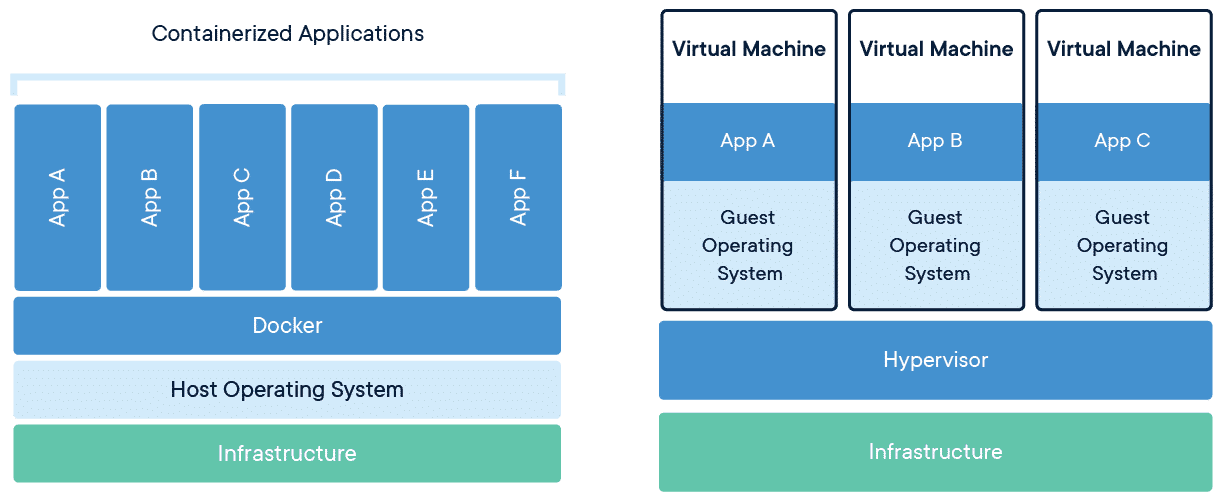 Containerized Applications
App A
App B
App C
App D
App E
App F
Docker
Host Operating System
Infrastructure
Virtual Machine
App A
Guest
Operating
System
Virtual Machine
App B
Guest
Operating
System
Virtual Machine
App C
Guest
Operating
System
Hypervisor
Infrastructure